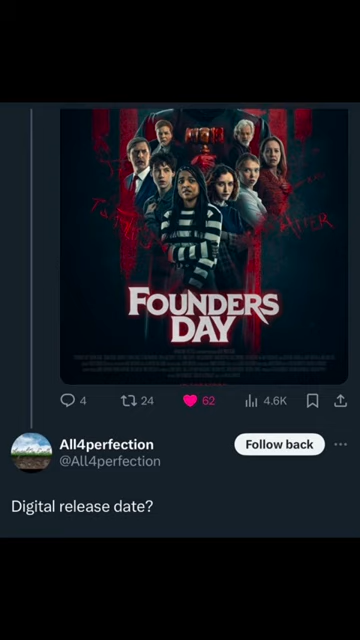 FOUNDERS
DAY
4 24 62 4.6K
All4perfection
@All4perfection
Follow back
Digital release date?